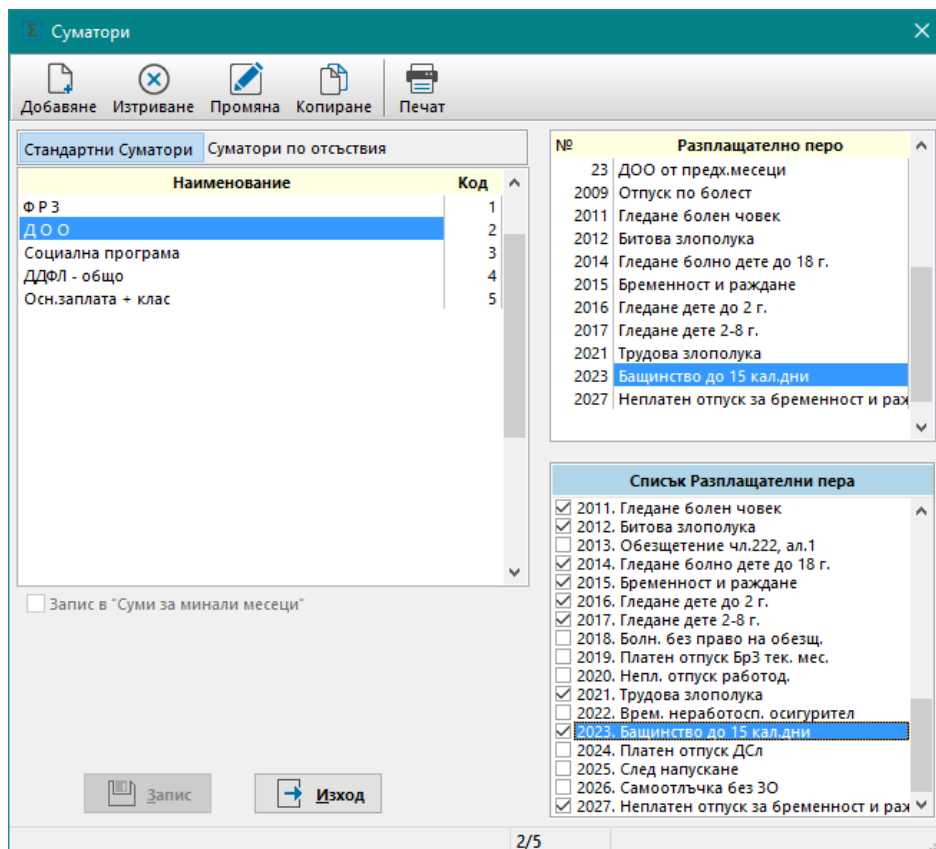 Суматори
Добавяне Изтриване Промяна Копиране Печат
Стандартни Суматори Суматори по отсъствия
Наименование Код
Ф Р З 1
Д О О 2
Социална програма 3
ДДФЛ - общо 4
Осн.заплата + клас 5
Запис в "Суми за минали месеци"
Запис Изход
№ Разплащателно перо
23 ДОО от предх.месеци
2009 Отпуск по болест
2011 Гледане болен човек
2012 Битова злополука
2014 Гледане болно дете до 18 г.
2015 Бременност и раждане
2016 Гледане дете до 2 г.
2017 Гледане дете 2-8 г.
2021 Трудова злополука
2023 Бащинство до 15 кал.дни
2027 Неплатен отпуск за бременност и раж
Списък Разплащателни пера
2011. Гледане болен човек
2012. Битова злополука
2013. Обезщетение чл.222, ал.1
2014. Гледане болно дете до 18 г.
2015. Бременност и раждане
2016. Гледане дете до 2 г.
2017. Гледане дете 2-8 г.
2018. Болн. без право на обезщ.
2019. Платен отпуск БрЗ тек. мес.
2020. Непл. отпуск работод.
2021. Трудова злополука
2022. Врем. неработосп. осигурител
2023. Бащинство до 15 кал.дни
2024. Платен отпуск ДСл
2025. След напускане
2026. Самоотлъчка без ЗО
2027. Неплатен отпуск за бременност и раж
2/5